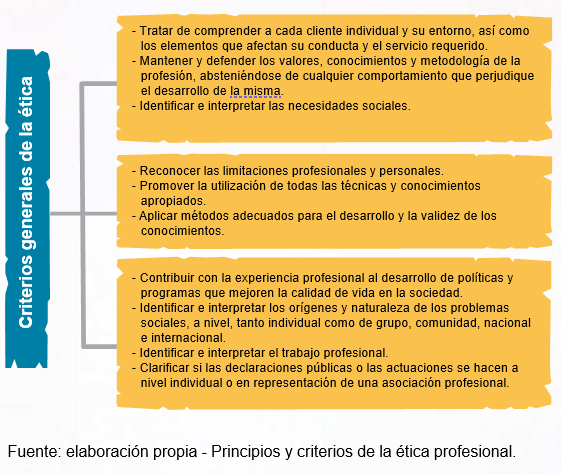 Criterios generales de la ética
- Tratar de comprender a cada cliente individual y su entorno, así como
los elementos que afectan su conducta y el servicio requerido.
- Mantener y defender los valores, conocimientos y metodología de la
profesión, absteniéndose de cualquier comportamiento que perjudique
el desarrollo de la misma.
- Identificar e interpretar las necesidades sociales.
- Reconocer las limitaciones profesionales y personales.
- Promover la utilización de todas las técnicas y conocimientos
apropiados.
- Aplicar métodos adecuados para el desarrollo y la validez de los
conocimientos.
- Contribuir con la experiencia profesional al desarrollo de políticas y
programas que mejoren la calidad de vida en la sociedad.
- Identificar e interpretar los orígenes y naturaleza de los problemas
sociales, a nivel, tanto individual como de grupo, comunidad, nacional
e internacional.
- Identificar e interpretar el trabajo profesional.
- Clarificar si las declaraciones públicas o las actuaciones se hacen a
nivel individual o en representación de una asociación profesional.
Fuente: elaboración propia - Principios y criterios de la ética profesional.